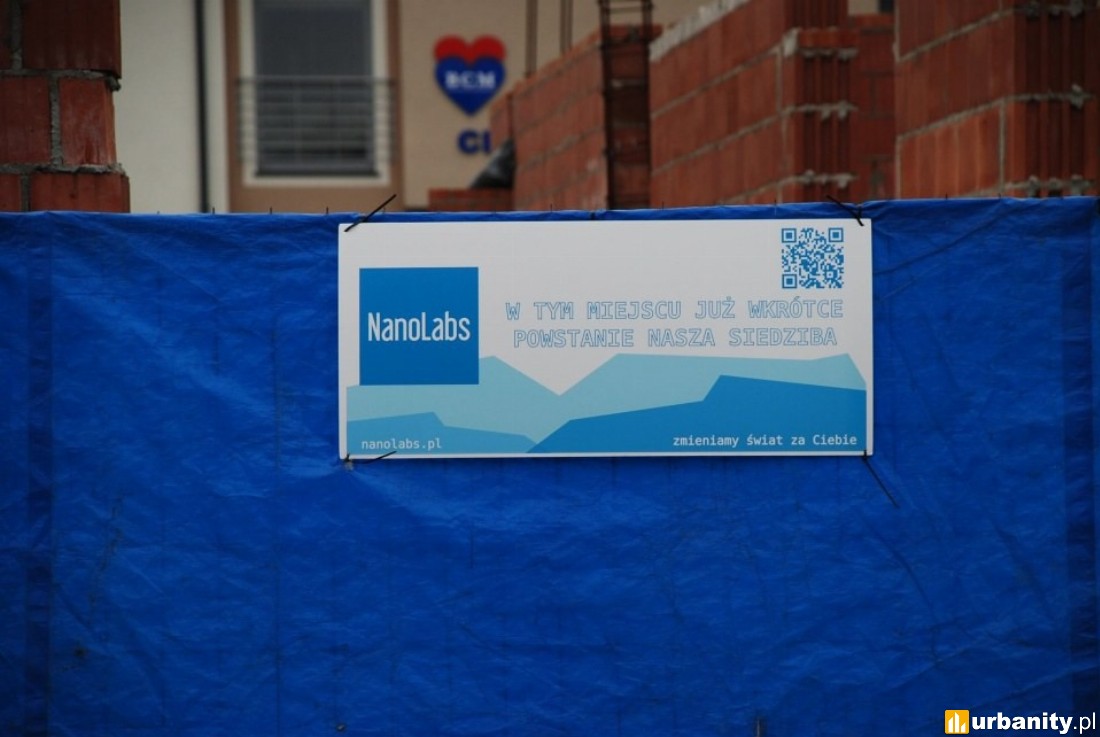 BCM
CI
NanoLabs
W TYM MIEJSCU JUŻ WKRÓTCE
POWSTANIE NASZA SIEDZIBA
nanolabs.pl
zmieniamy świat za Ciebie
urbanity.pl